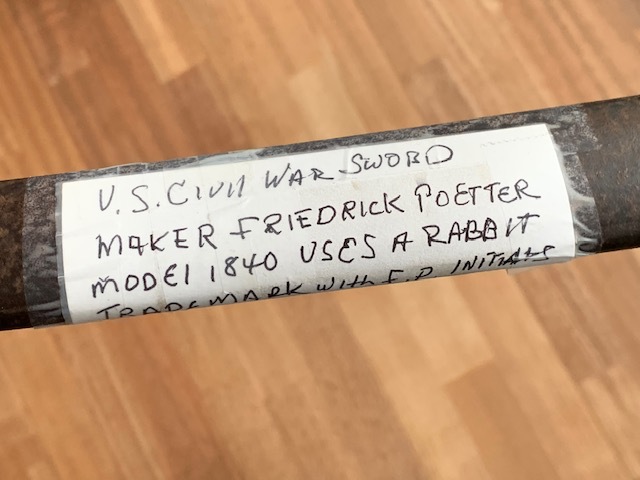 U.S. CIVIL WAR SWORD
MAKER FRIEDRICK POETTER
MODEL 1840 USES A RABBIT
TRADEMARK WITH F.P INITIALS